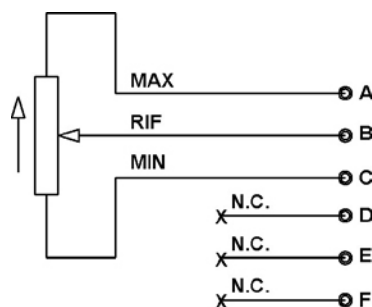 MAX A
RIF B
MIN C
N.C. D
N.C. E
N.C. F